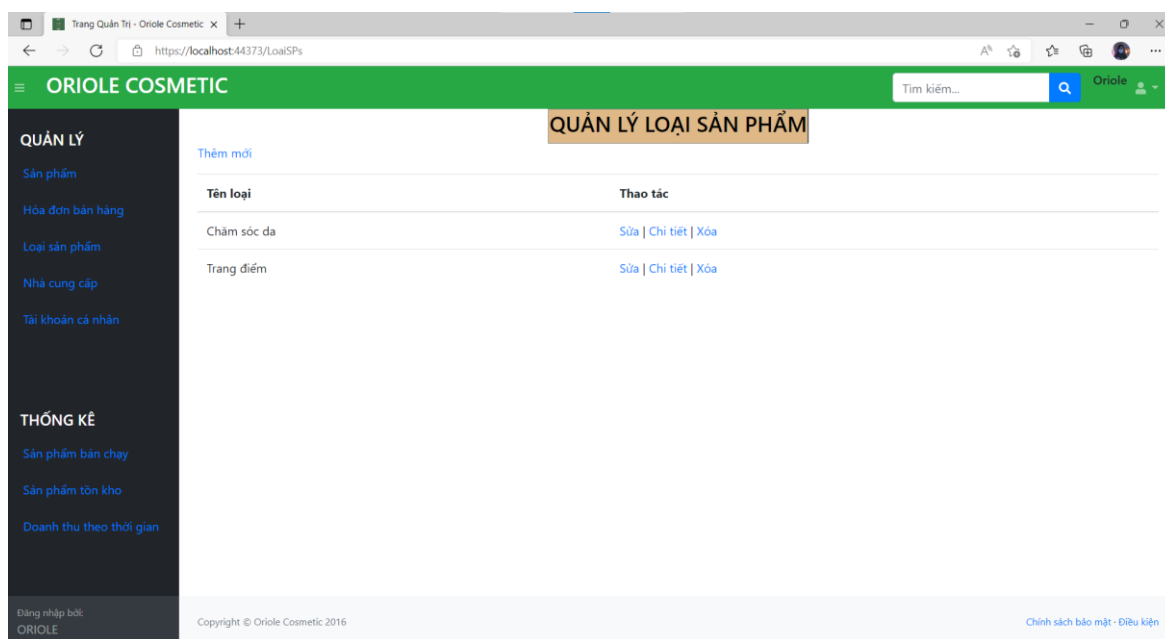 Trang Quản Trị - Oriole Cosmetic
https://localhost:44373/LoaiSPs
ORIOLE COSMETIC
Tìm kiếm...
Oriole
QUẢN LÝ
Sản phẩm
Hóa đơn bán hàng
Loại sản phẩm
Nhà cung cấp
Tài khoản cá nhân
THỐNG KÊ
Sản phẩm bán chạy
Sản phẩm tồn kho
Doanh thu theo thời gian
Đăng nhập bởi:
ORIOLE
QUẢN LÝ LOẠI SẢN PHẨM
Thêm mới
Tên loại Thao tác
Chăm sóc da Sửa | Chi tiết | Xóa
Trang điểm Sửa | Chi tiết | Xóa
Copyright © Oriole Cosmetic 2016
Chính sách bảo mật · Điều kiện